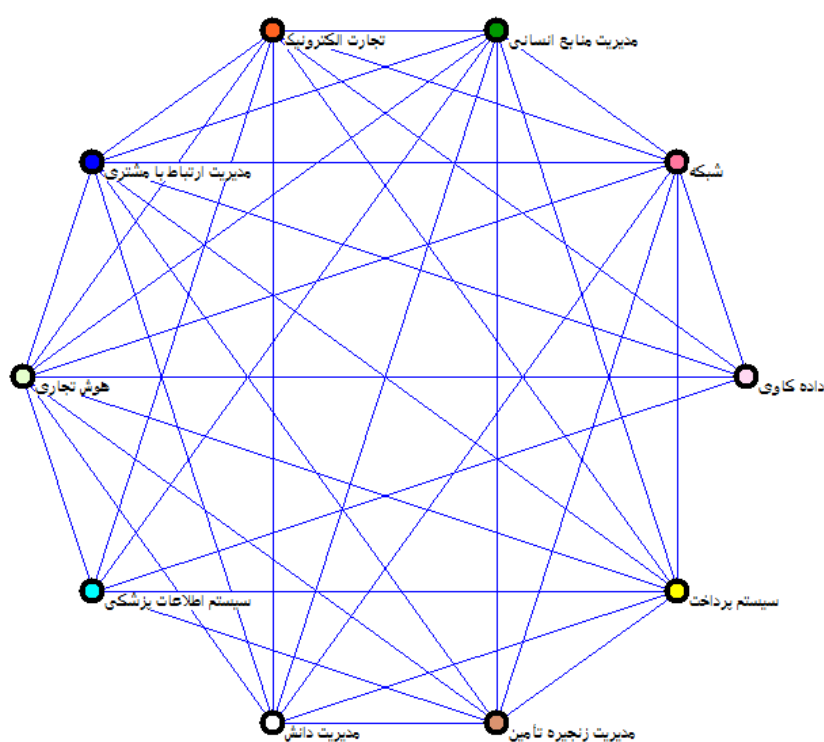 مدیریت منابع انسانی
تجارت الکترونیک
شبکه
مدیریت ارتباط با مشتری
داده کاوی
هوش تجاری
سیستم پرداخت
سیستم اطلاعات پزشکی
مدیریت زنجیره تأمین
مدیریت دانش